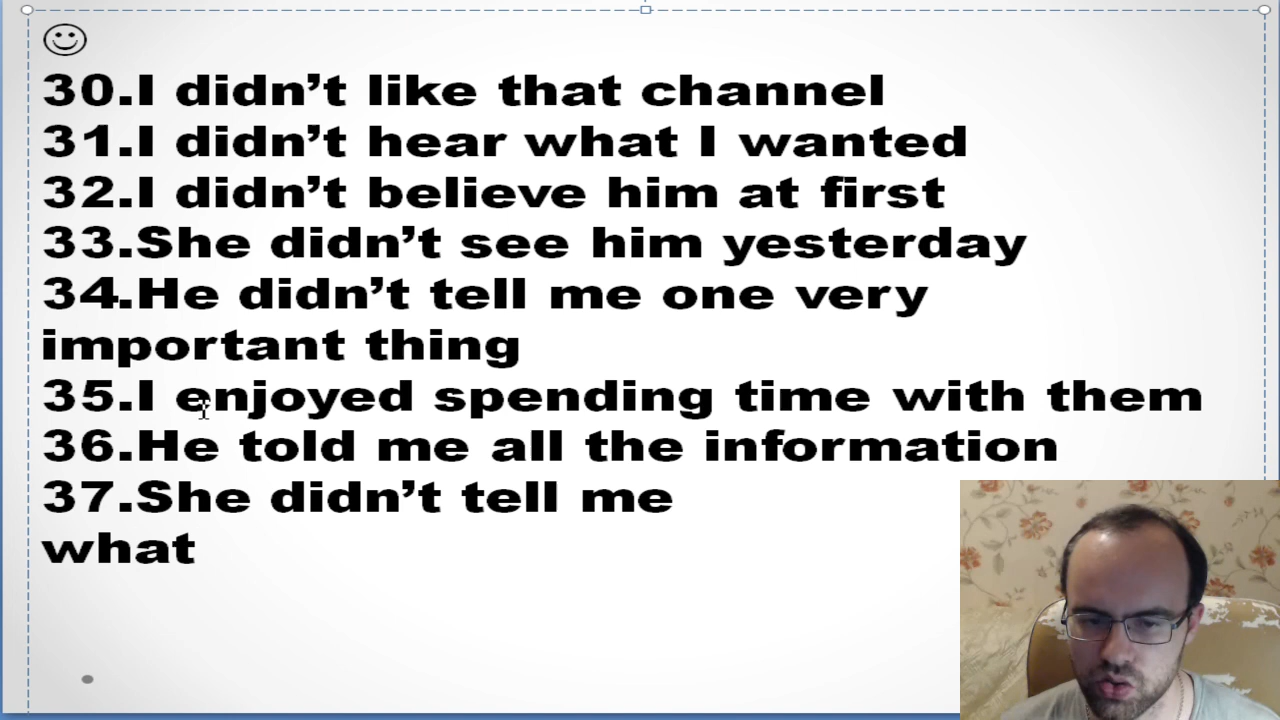 30.I didn’t like that channel
31.I didn’t hear what I wanted
32.I didn’t believe him at first
33.She didn’t see him yesterday
34.He didn’t tell me one very
important thing
35.I enjoyed spending time with them
36.He told me all the information
37.She didn’t tell me
what